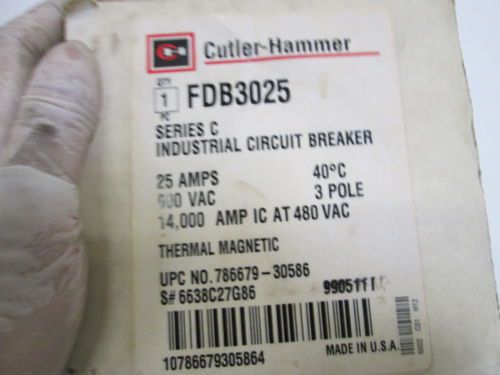 Cutler-Hammer
QTY
1
PC
FDB3025
SERIES C
INDUSTRIAL CIRCUIT BREAKER
25 AMPS 40°C
600 VAC 3 POLE
14,000 AMP IC AT 480 VAC
THERMAL MAGNETIC
UPC NO. 786679-30586
S# 6638C27G86
10786679305864
MADE IN U.S.A.